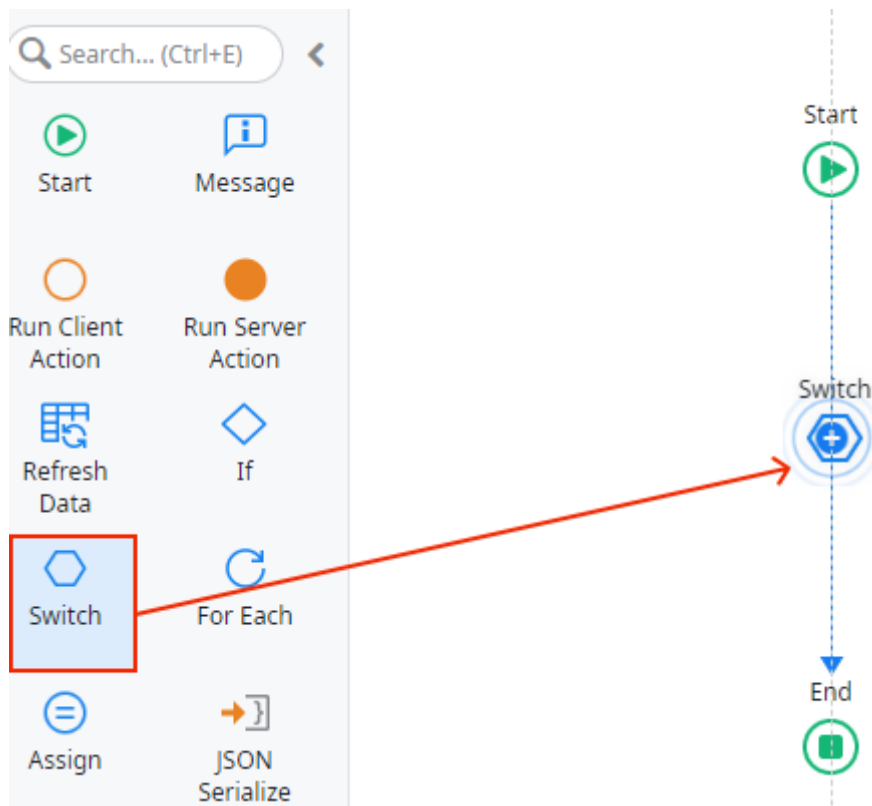 Search... (Ctrl+E)
Start
Message
Run Client
Action
Run Server
Action
Refresh
Data
If
Switch
For Each
Assign
JSON
Serialize
Start
Switch
End